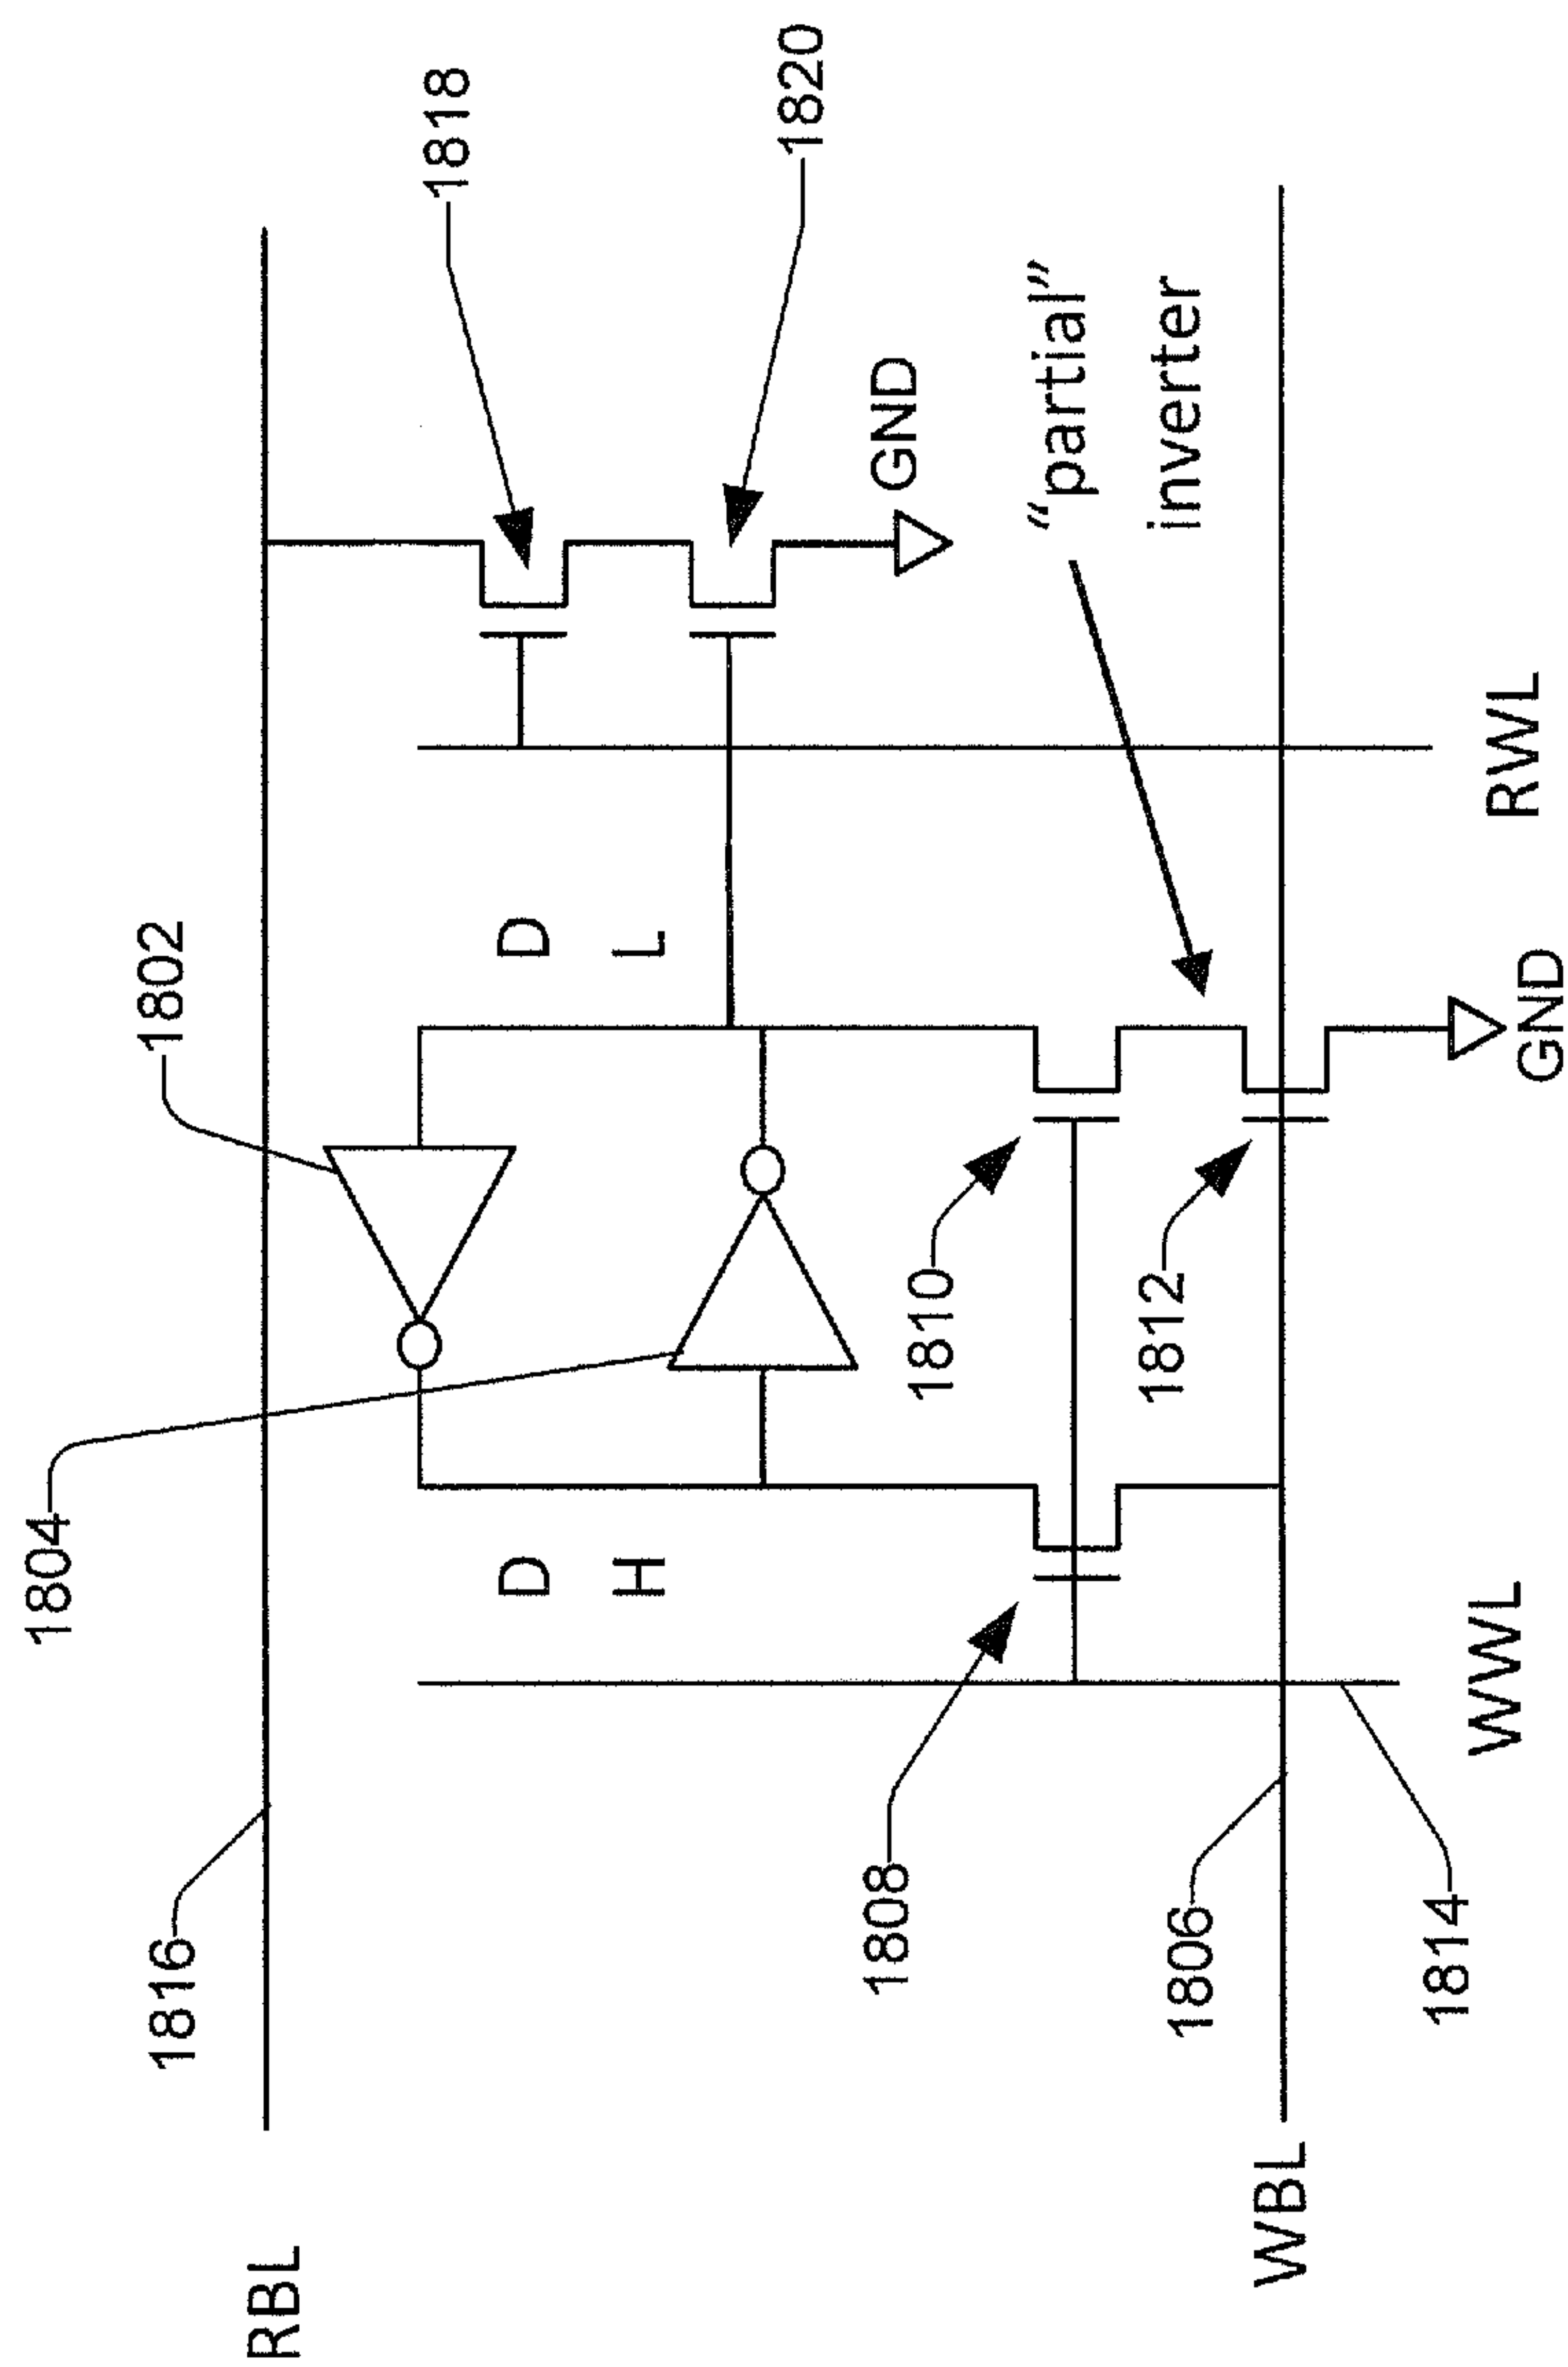 1818
1820
GND
“partial”
inverter
RWL
1802
D
L
GND
1804
D
H
1810
1812
WWL
1816
1808
1806
1814
RBL
WBL